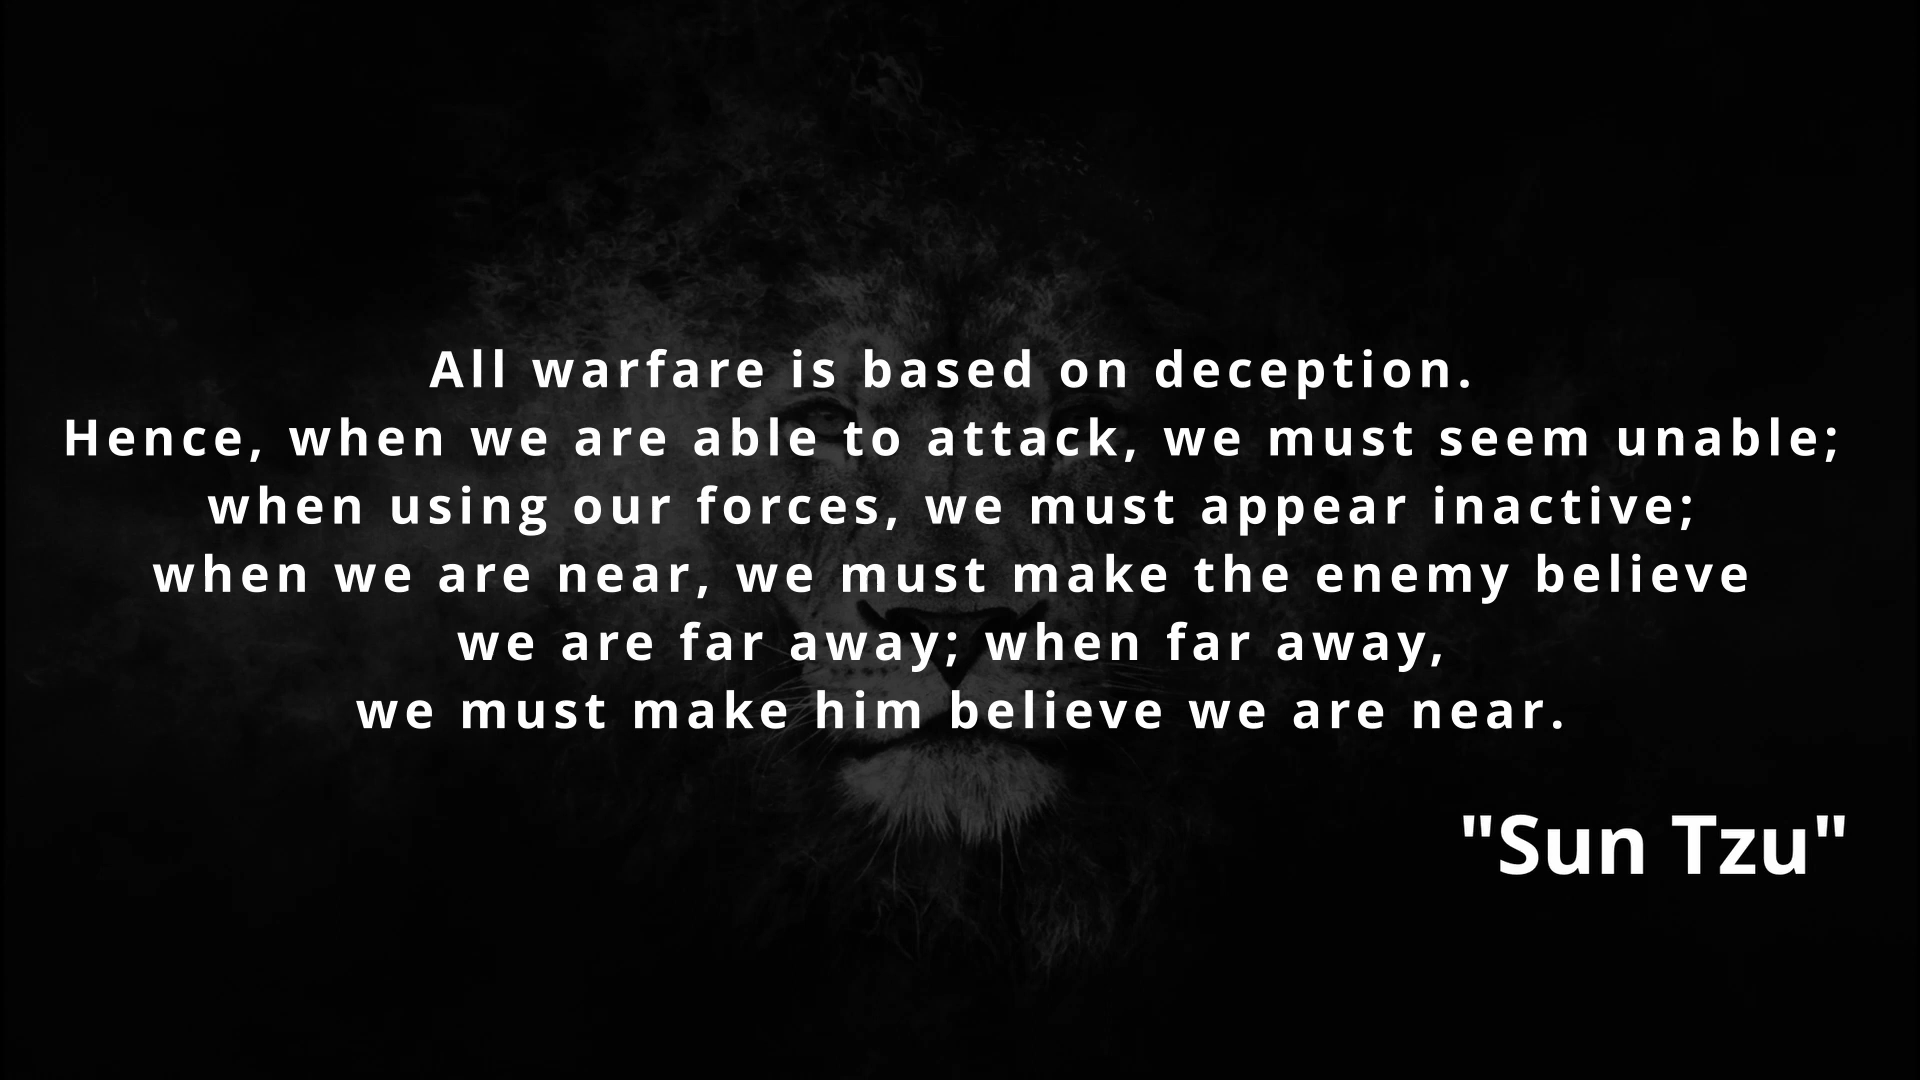 All warfare is based on deception.
Hence, when we are able to attack, we must seem unable;
when using our forces, we must appear inactive;
when we are near, we must make the enemy believe
we are far away; when far away,
we must make him believe we are near.
"Sun Tzu"